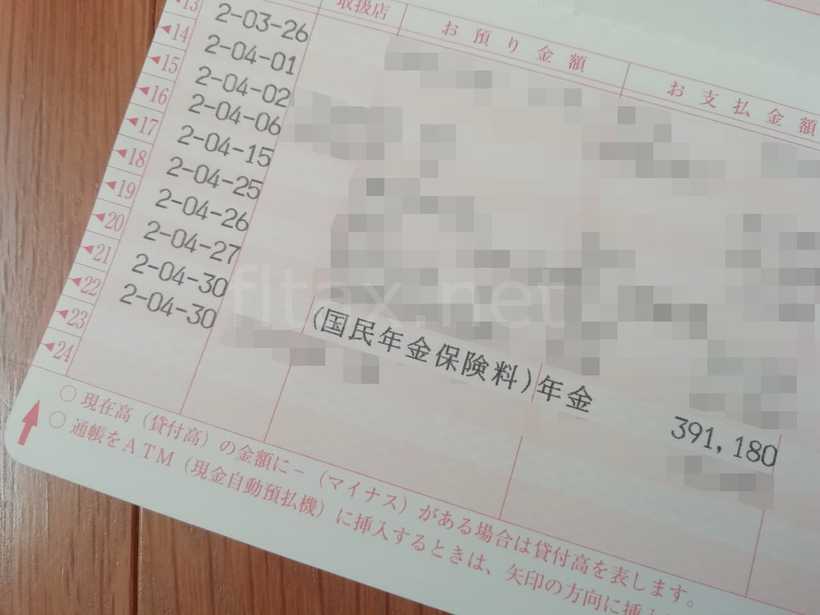 取扱店 お預り金額 お支払金額
◀13 2-03-26
◀14 2-04-01
◀15 2-04-02
◀16 2-04-06
◀17 2-04-15
◀18 2-04-25
◀19 2-04-26
◀20 2-04-27
◀21 2-04-30 (国民年金保険料)年金 391,180
◀22 2-04-30
◀23
◀24
○現在高（貸付高）の金額に－（マイナス）がある場合は貸付高を表します。
○通帳をＡＴＭ（現金自動預払機）に挿入するときは、矢印の方向に挿
fltax.net